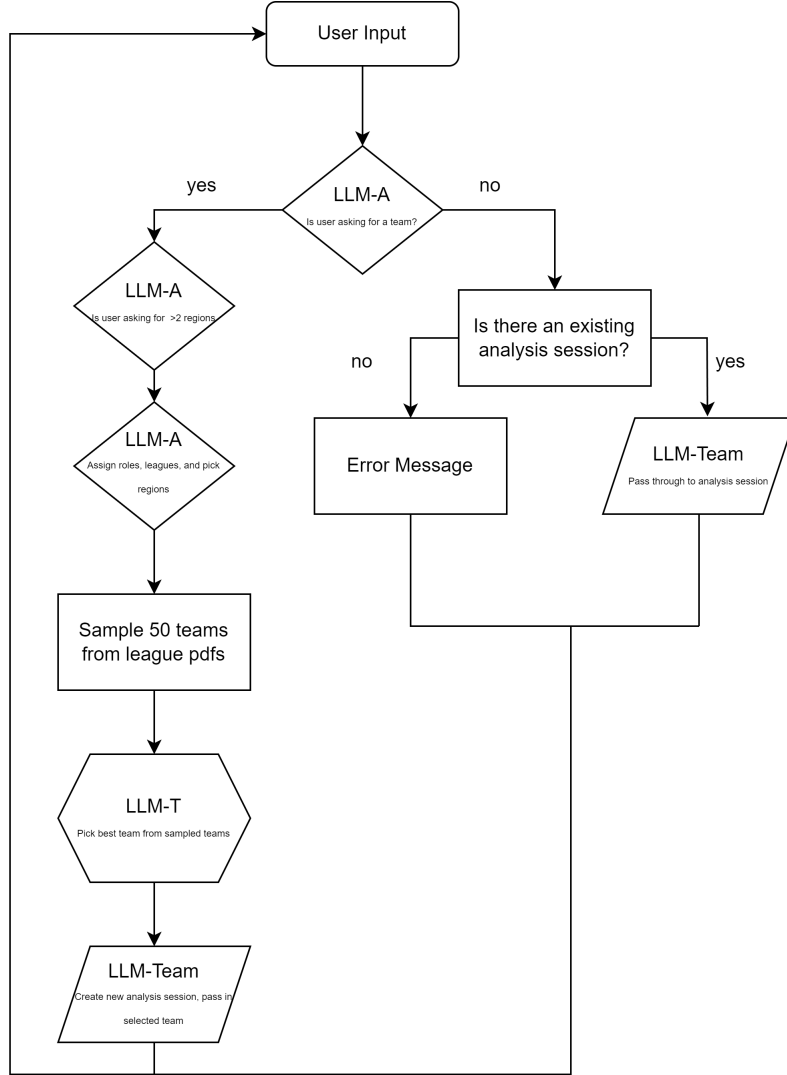 User Input
LLM-A
Is user asking for a team?
yes
no
LLM-A
Is user asking for >2 regions
Is there an existing
analysis session?
no
yes
LLM-A
Assign roles, leagues, and pick
regions
Error Message
LLM-Team
Pass through to analysis session
Sample 50 teams
from league pdfs
LLM-T
Pick best team from sampled teams
LLM-Team
Create new analysis session, pass in
selected team